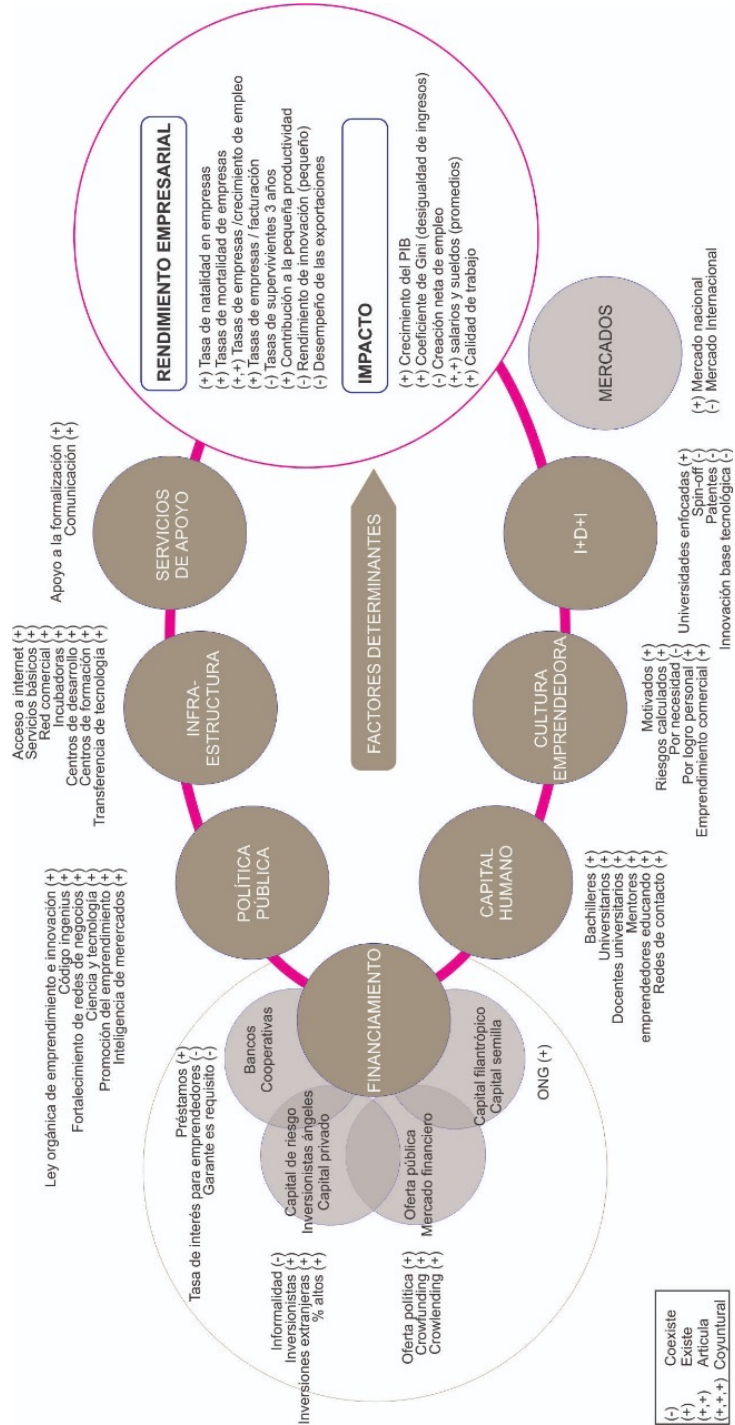 Ley orgánica de emprendimiento e innovación (+)
Código ingenius (+)
Fortalecimiento de redes de negocios (+)
Ciencia y tecnología (+)
Promoción del emprendimiento (+)
Inteligencia de merercados (+)
Acceso a internet (+)
Servicios básicos (+)
Red comercial (+)
Incubadoras (+)
Centros de desarrollo (+)
Centros de formación (+)
Transferencia de tecnología (+)
Apoyo a la formalización (+)
Comunicación (+)
POLÍTICA
PÚBLICA
INFRA-
ESTRUCTURA
SERVICIOS
DE APOYO
RENDIMIENTO EMPRESARIAL
(+) Tasa de natalidad en empresas
(+) Tasas de mortalidad de empresas
(+,+) Tasas de empresas /crecimiento de empleo
(+) Tasas de empresas / facturación
(-) Tasas de supervivientes 3 años
(+) Contribución a la pequeña productividad
(-) Rendimiento de innovación (pequeño)
(-) Desempeño de las exportaciones
IMPACTO
(+) Crecimiento del PIB
(+) Coeficiente de Gini (desigualdad de ingresos)
(-) Creación neta de empleo
(+,+) salarios y sueldos (promedios)
(+) Calidad de trabajo
Préstamos (+)
Tasa de interés para emprendedores (-)
Garante es requisito (-)
Bancos
Cooperativas
Informalidad (-)
Inversionistas (+)
Inversiones extranjeras (+)
% altos (+)
Capital de riesgo
Inversionistas ángeles
Capital privado
FINANCIAMIENTO
FACTORES DETERMINANTES
Oferta política (+)
Crowfunding (+)
Crowlending (+)
Oferta pública
Mercado financiero
Capital filantrópico
Capital semilla
ONG (+)
CAPITAL
HUMANO
CULTURA
EMPRENDEDORA
I+D+I
MERCADOS
Bachilleres (+)
Universitarios (+)
Docentes universitarios (+)
Mentores (+)
emprendedores educando (+)
Redes de contacto (+)
Motivados (+)
Riesgos calculados (+)
Por necesidad (-)
Por logro personal (+)
Emprendimiento comercial (+)
Universidades enfocadas (+)
Spin-off (-)
Patentes (-)
Innovación base tecnológica (-)
(+) Mercado nacional
(-) Mercado Internacional
(-) Coexiste
(+) Existe
(+,+) Articula
(+,+,+) Coyuntural